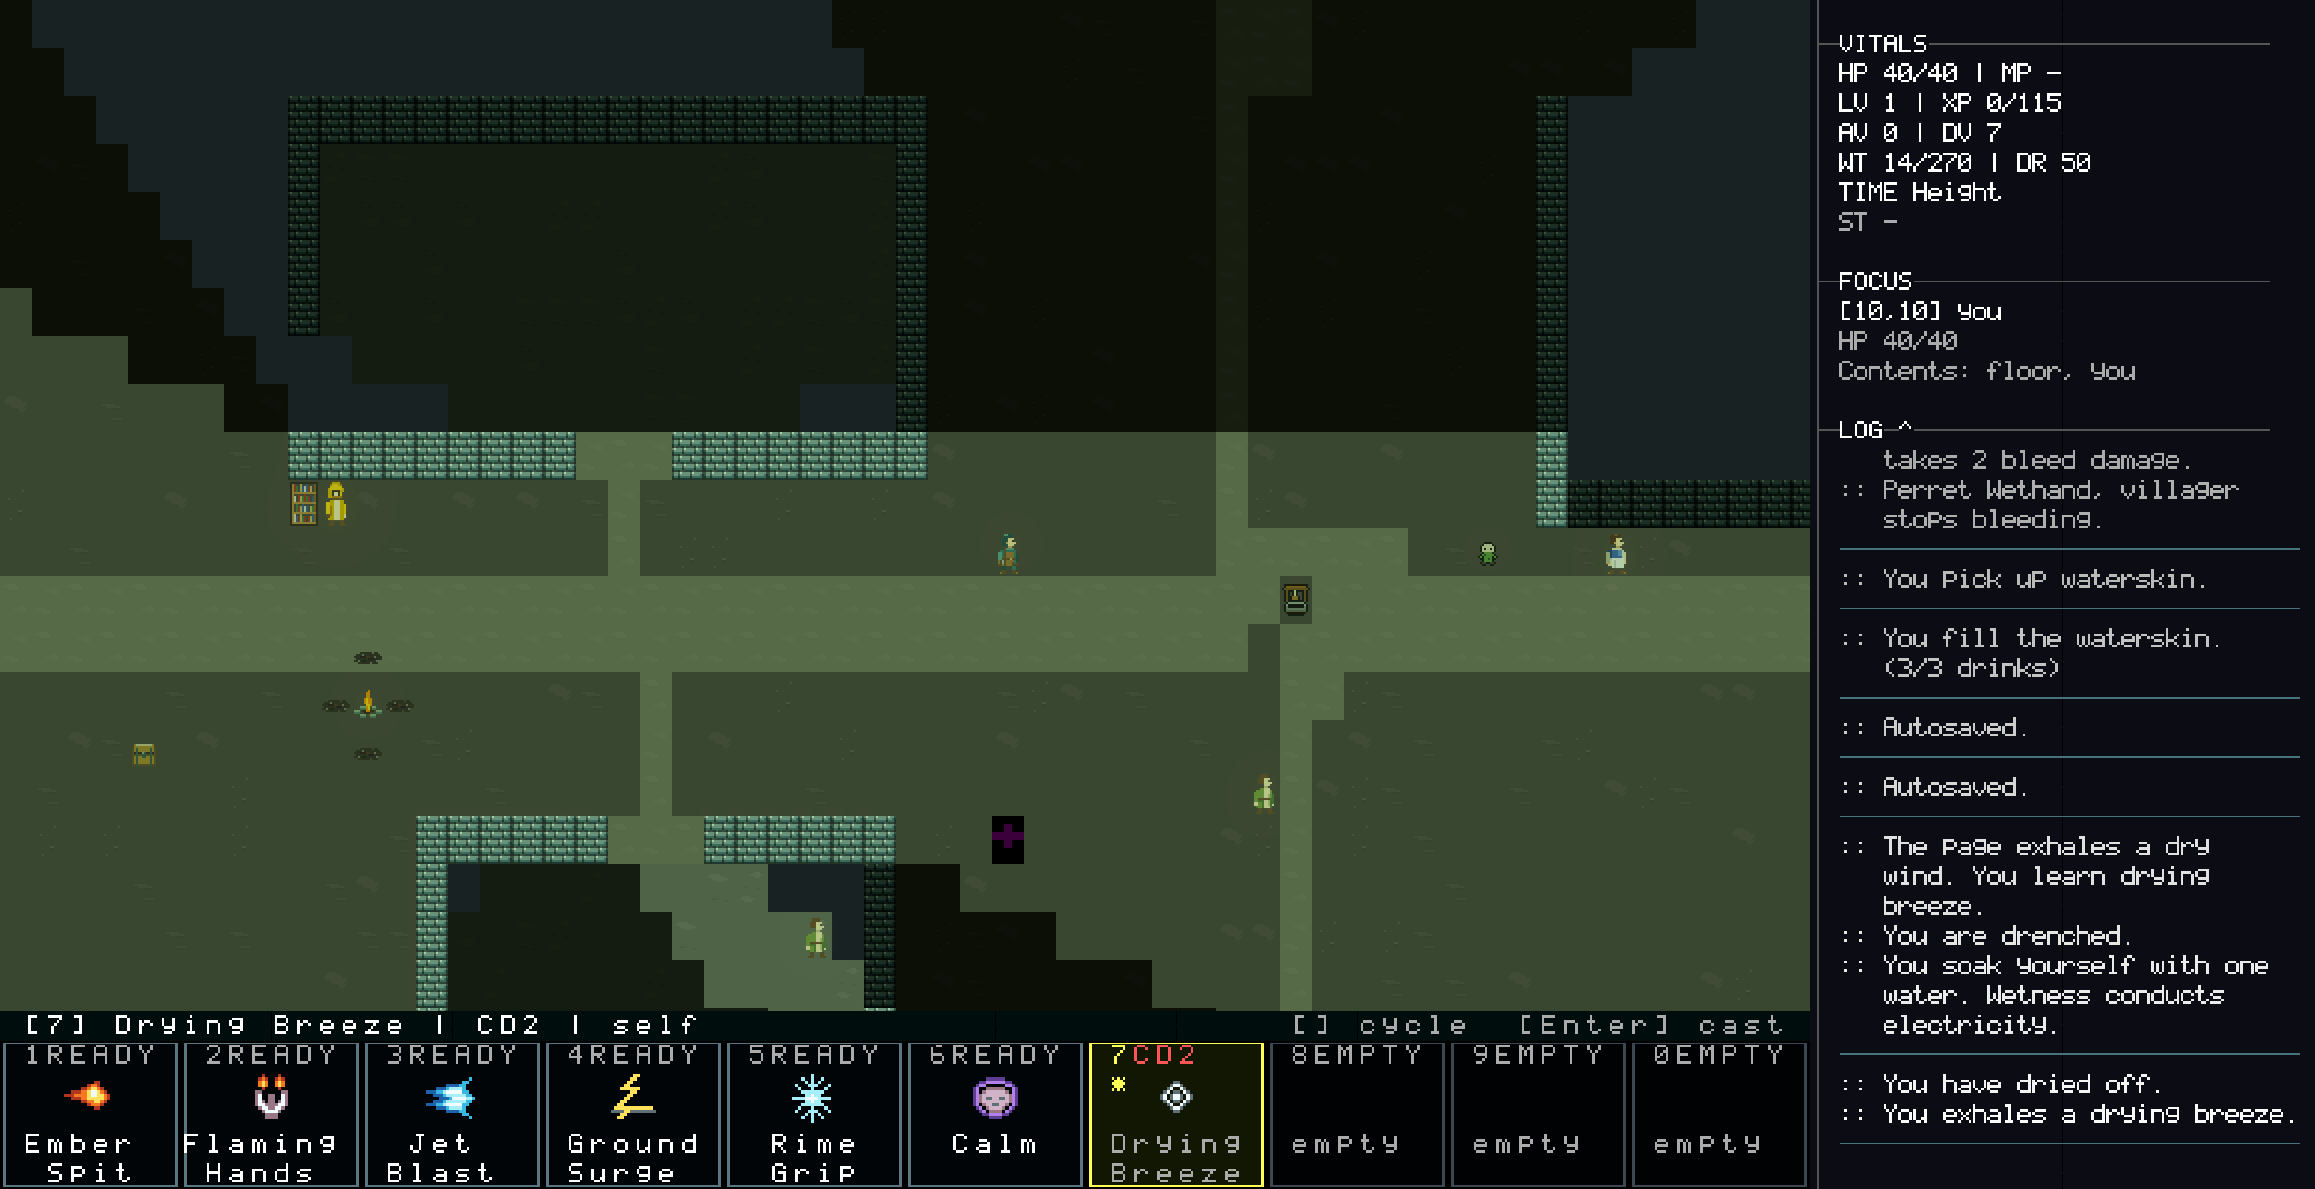 VITALS
HP 40/40 | MP -
LV 1 | XP 0/115
AV 0 | DV 7
WT 14/270 | DR 50
TIME Height
ST -
FOCUS
[10,10] you
HP 40/40
Contents: floor, you
LOG ^
takes 2 bleed damage.
:: Perret Wethand, villager
stops bleeding.
:: You pick up waterskin.
:: You fill the waterskin.
(3/3 drinks)
:: Autosaved.
:: Autosaved.
:: The page exhales a dry
wind. You learn drying
breeze.
:: You are drenched.
:: You soak yourself with one
water. Wetness conducts
electricity.
:: You have dried off.
:: You exhales a drying breeze.
[7] Drying Breeze | CD2 | self
[] cycle [Enter] cast
1READY 2READY 3READY 4READY 5READY 6READY 7CD2 8EMPTY 9EMPTY 0EMPTY
Ember Flaming Jet Ground Rime Calm Drying empty empty empty
Spit Hands Blast Surge Grip Breeze